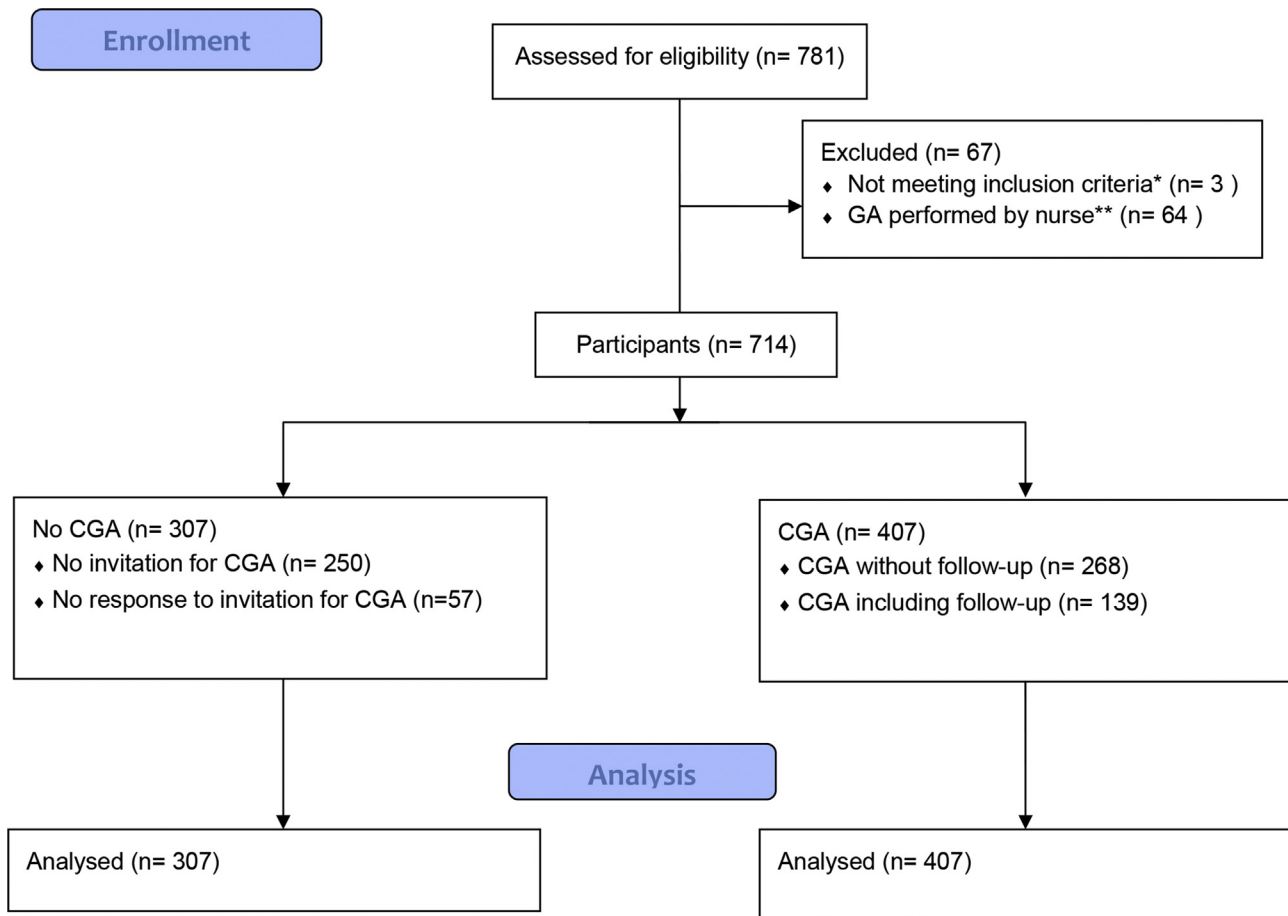 Enrollment
Assessed for eligibility (n= 781)
Excluded (n= 67)
♦ Not meeting inclusion criteria* (n= 3 )
♦ GA performed by nurse** (n= 64 )
Participants (n= 714)
No CGA (n= 307)
♦ No invitation for CGA (n= 250)
♦ No response to invitation for CGA (n=57)
CGA (n= 407)
♦ CGA without follow-up (n= 268)
♦ CGA including follow-up (n= 139)
Analysis
Analysed (n= 307)
Analysed (n= 407)